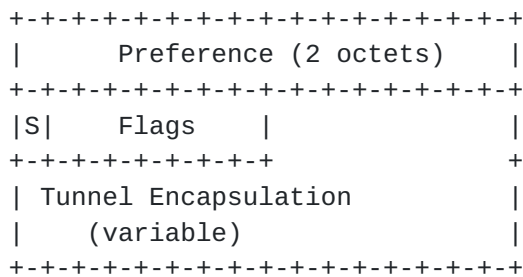 +-+-+-+-+-+-+-+-+-+-+-+-+-+-+-+-+
|      Preference (2 octets)    |
+-+-+-+-+-+-+-+-+-+-+-+-+-+-+-+-+
|S|    Flags    |               |
+-+-+-+-+-+-+-+-+               +
| Tunnel Encapsulation          |
|    (variable)                 |
+-+-+-+-+-+-+-+-+-+-+-+-+-+-+-+-+